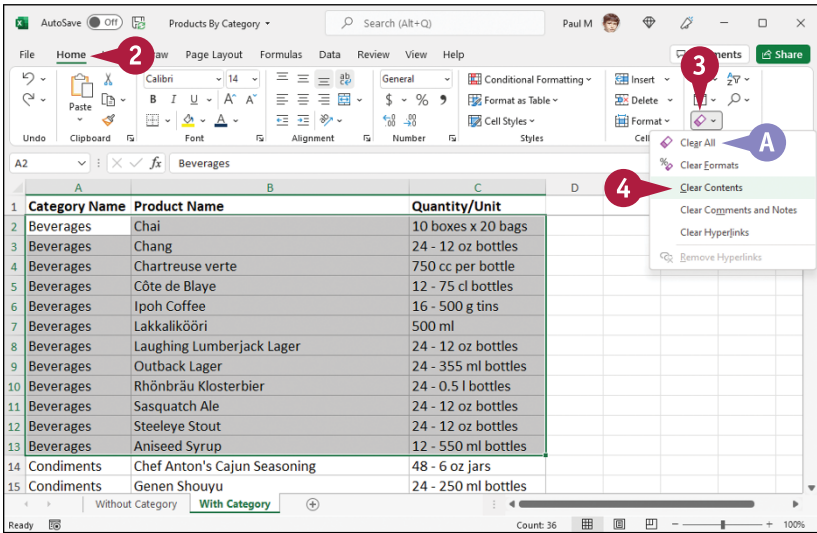 AutoSave Off Products By Category Search (Alt+Q) Paul M
File Home Draw Page Layout Formulas Data Review View Help Comments Share
2
3
Calibri 14 General Conditional Formatting Insert
Paste B I U A A $ % 9 Format as Table Delete
A Cell Styles Format
Undo Clipboard Font Alignment Number Styles
Clear All
A
Clear Formats
4
Clear Contents
Clear Comments and Notes
Clear Hyperlinks
Remove Hyperlinks
A2 fx Beverages
A B C D
1 Category Name Product Name Quantity/Unit
2 Beverages Chai 10 boxes x 20 bags
3 Beverages Chang 24 - 12 oz bottles
4 Beverages Chartreuse verte 750 cc per bottle
5 Beverages Côte de Blaye 12 - 75 cl bottles
6 Beverages Ipoh Coffee 16 - 500 g tins
7 Beverages Lakkalikööri 500 ml
8 Beverages Laughing Lumberjack Lager 24 - 12 oz bottles
9 Beverages Outback Lager 24 - 355 ml bottles
10 Beverages Rhönbräu Klosterbier 24 - 0.5 l bottles
11 Beverages Sasquatch Ale 24 - 12 oz bottles
12 Beverages Steeleye Stout 24 - 12 oz bottles
13 Beverages Aniseed Syrup 12 - 550 ml bottles
14 Condiments Chef Anton's Cajun Seasoning 48 - 6 oz jars
15 Condiments Genen Shouyu 24 - 250 ml bottles
Without Category With Category
Ready Count: 36 100%